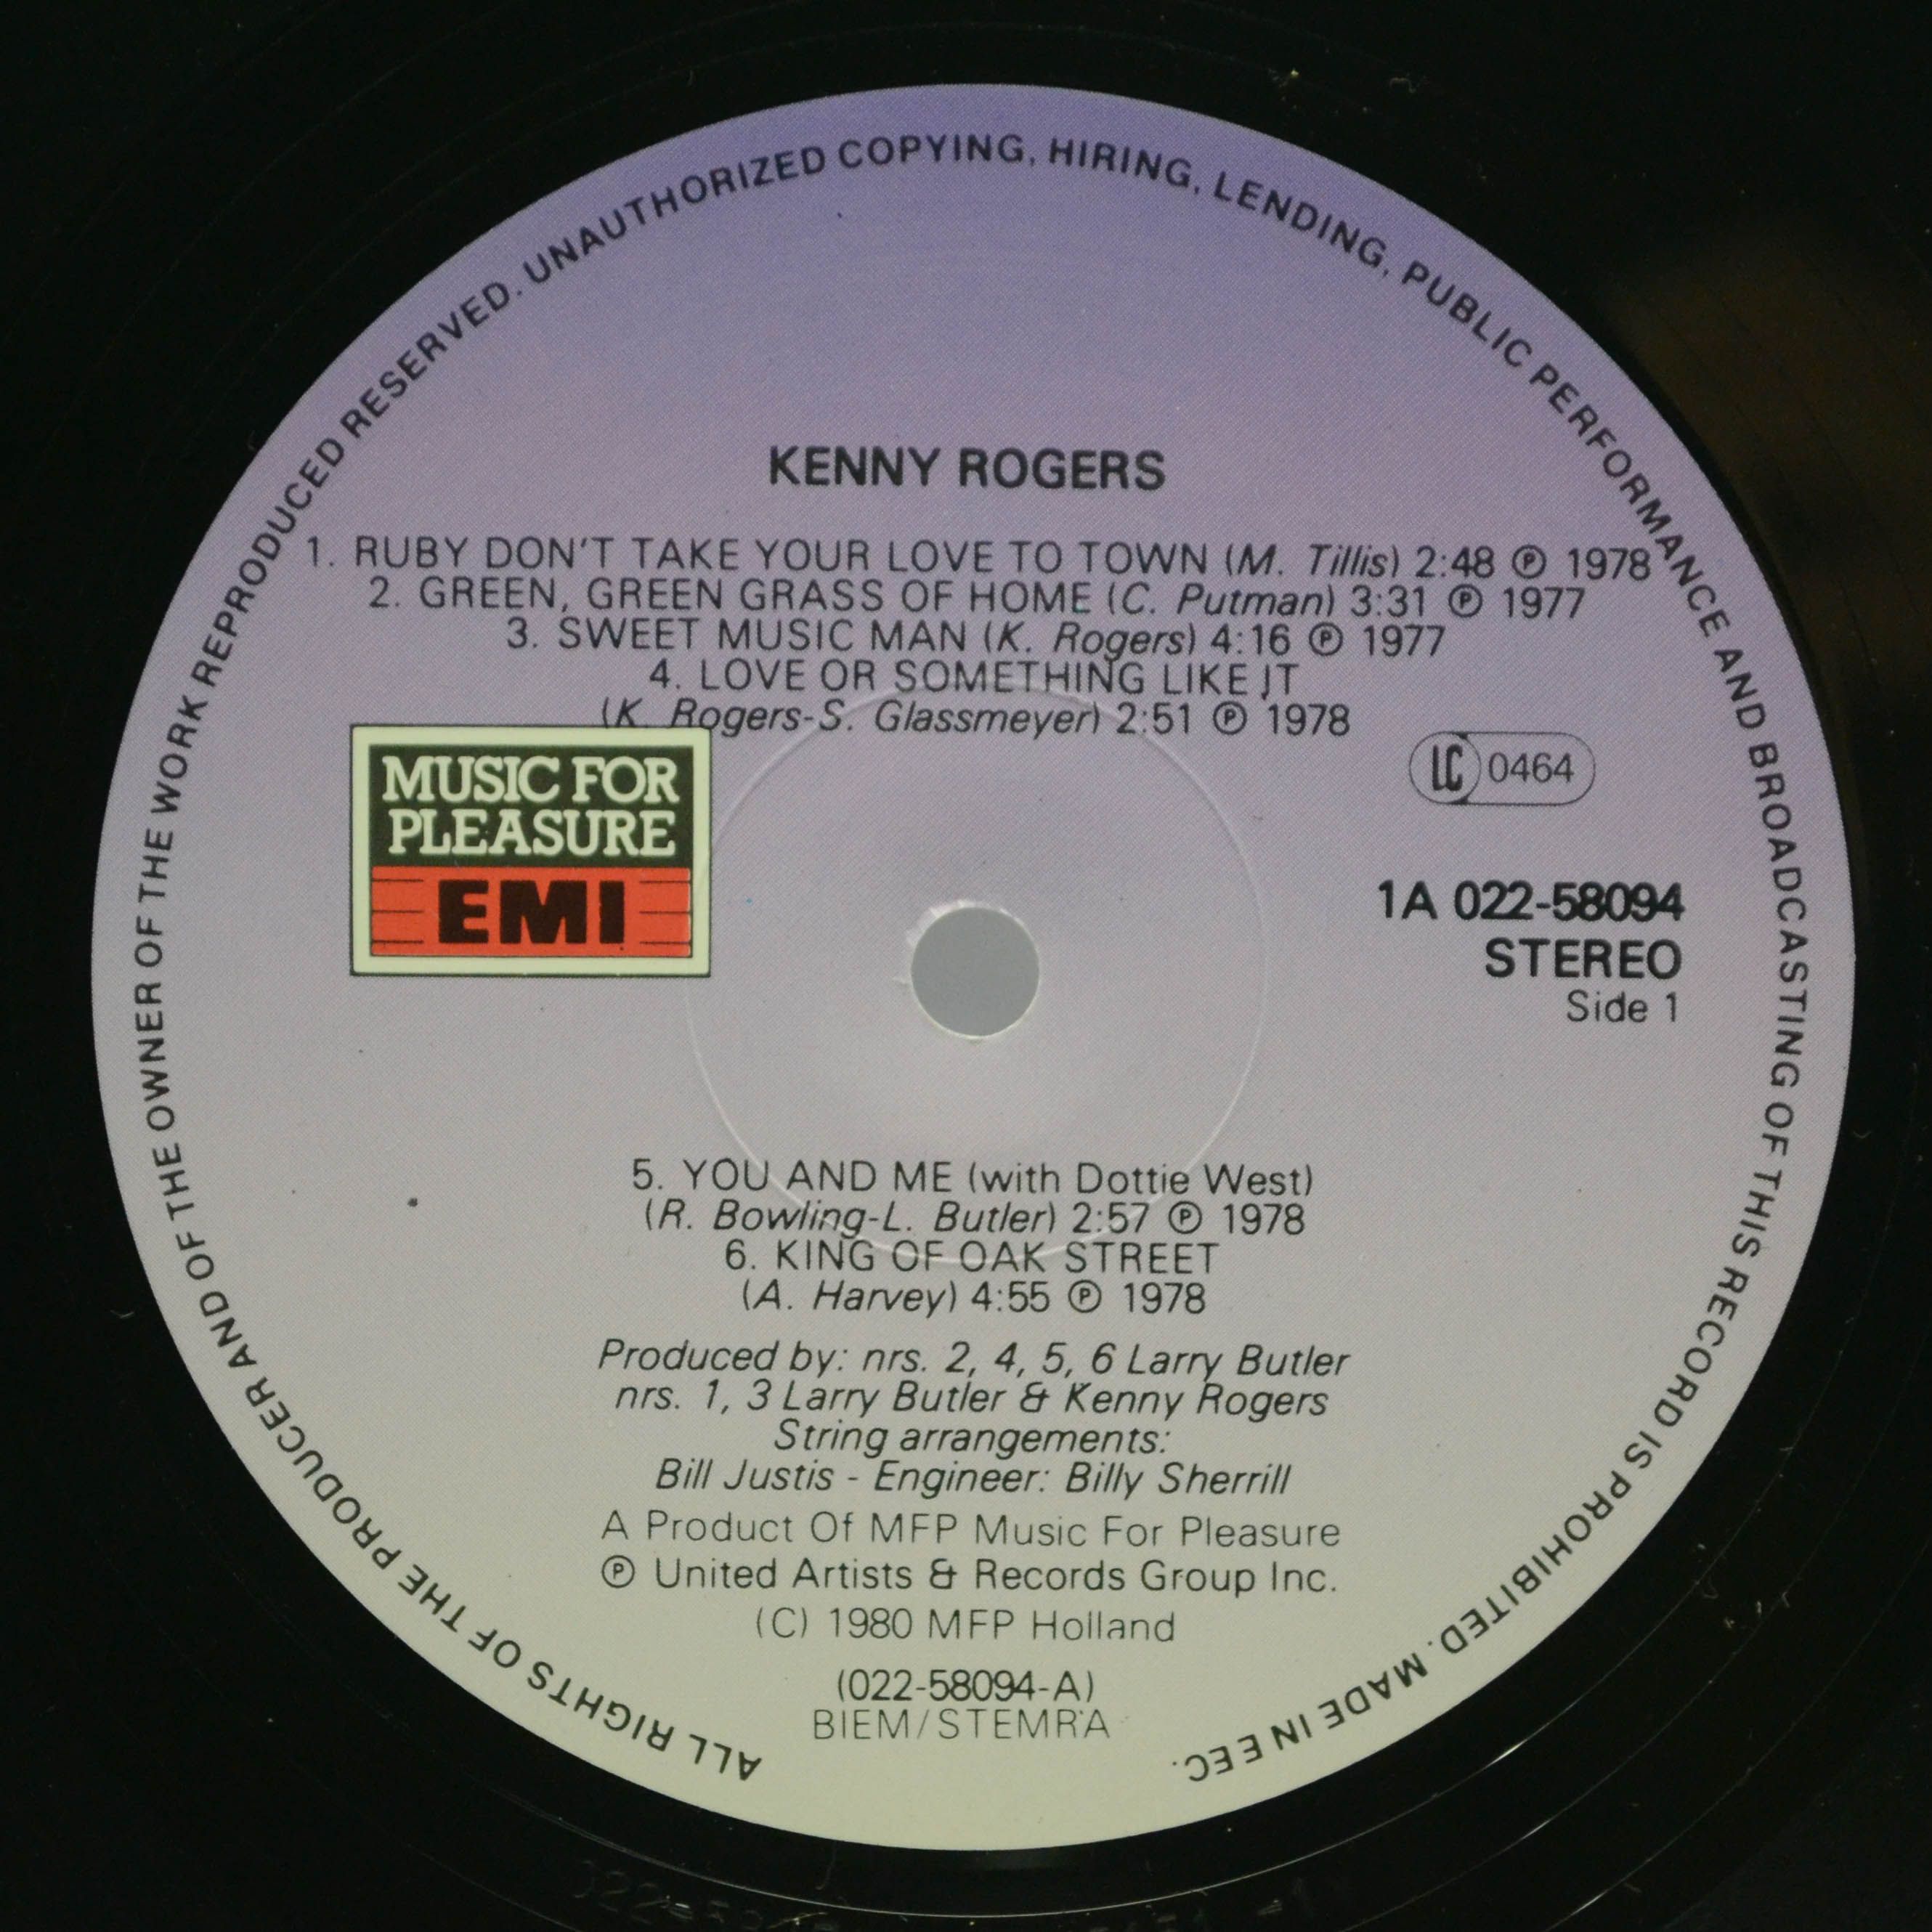 ALL RIGHTS OF THE PRODUCER AND OF THE OWNER OF THE WORK REPRODUCED RESERVED. UNAUTHORIZED COPYING, HIRING, LENDING, PUBLIC PERFORMANCE AND BROADCASTING OF THIS RECORD IS PROHIBITED. MADE IN EEC.
KENNY ROGERS
1. RUBY DON'T TAKE YOUR LOVE TO TOWN (M. Tillis) 2:48 ℗ 1978
2. GREEN, GREEN GRASS OF HOME (C. Putman) 3:31 ℗ 1977
3. SWEET MUSIC MAN (K. Rogers) 4:16 ℗ 1977
4. LOVE OR SOMETHING LIKE IT
(K. Rogers-S. Glassmeyer) 2:51 ℗ 1978
MUSIC FOR
PLEASURE
EMI
LC 0464
1A 022-58094
STEREO
Side 1
5. YOU AND ME (with Dottie West)
(R. Bowling-L. Butler) 2:57 ℗ 1978
6. KING OF OAK STREET
(A. Harvey) 4:55 ℗ 1978
Produced by: nrs. 2, 4, 5, 6 Larry Butler
nrs. 1, 3 Larry Butler & Kenny Rogers
String arrangements:
Bill Justis - Engineer: Billy Sherrill
A Product Of MFP Music For Pleasure
℗ United Artists & Records Group Inc.
(C) 1980 MFP Holland
(022-58094-A)
BIEM/STEMRA